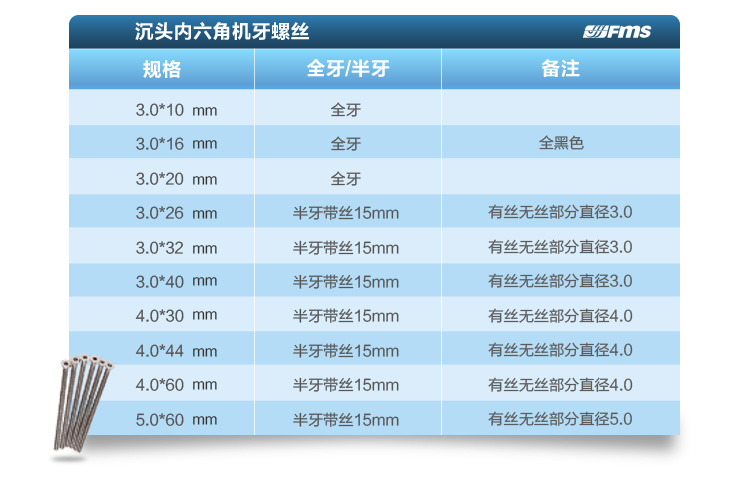 沉头内六角机牙螺丝 FMS
规格 全牙/半牙 备注
3.0*10 mm 全牙
3.0*16 mm 全牙 全黑色
3.0*20 mm 全牙
3.0*26 mm 半牙带丝15mm 有丝无丝部分直径3.0
3.0*32 mm 半牙带丝15mm 有丝无丝部分直径3.0
3.0*40 mm 半牙带丝15mm 有丝无丝部分直径3.0
4.0*30 mm 半牙带丝15mm 有丝无丝部分直径4.0
4.0*44 mm 半牙带丝15mm 有丝无丝部分直径4.0
4.0*60 mm 半牙带丝15mm 有丝无丝部分直径4.0
5.0*60 mm 半牙带丝15mm 有丝无丝部分直径5.0